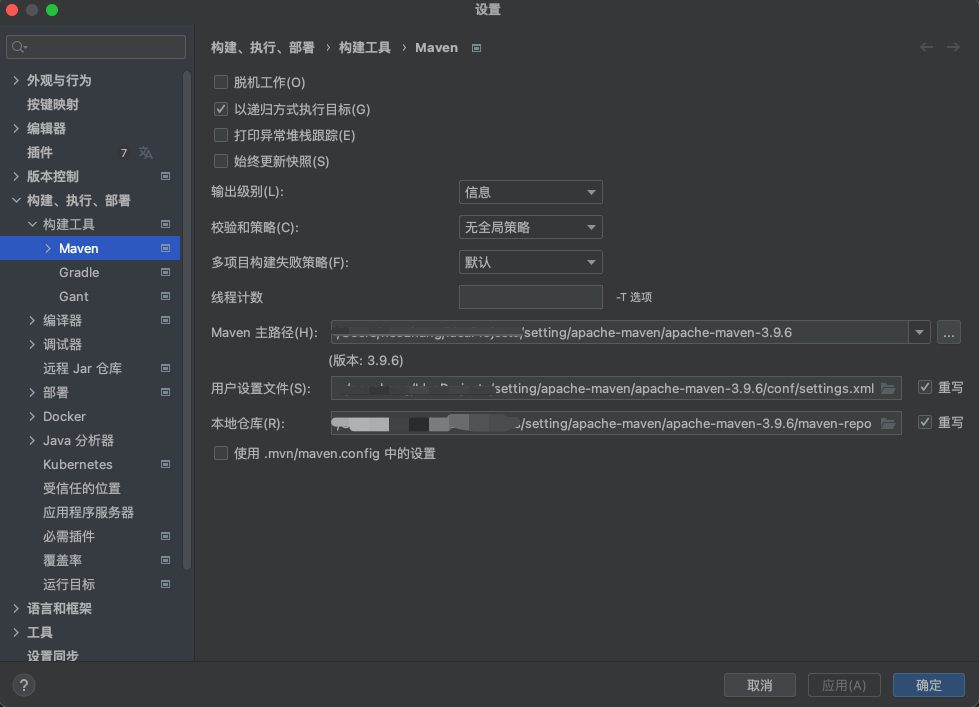 设置
构建、执行、部署 › 构建工具 › Maven
外观与行为
按键映射
编辑器
插件 7
版本控制
构建、执行、部署
构建工具
Maven
Gradle
Gant
编译器
调试器
远程 Jar 仓库
部署
Docker
Java 分析器
Kubernetes
受信任的位置
应用程序服务器
必需插件
覆盖率
运行目标
语言和框架
工具
设置同步
脱机工作(O)
以递归方式执行目标(G)
打印异常堆栈跟踪(E)
始终更新快照(S)
输出级别(L): 信息
校验和策略(C): 无全局策略
多项目构建失败策略(F): 默认
线程计数 -T 选项
Maven 主路径(H): /setting/apache-maven/apache-maven-3.9.6 ...
(版本: 3.9.6)
用户设置文件(S): /setting/apache-maven/apache-maven-3.9.6/conf/settings.xml 重写
本地仓库(R): /setting/apache-maven/apache-maven-3.9.6/maven-repo 重写
使用 .mvn/maven.config 中的设置
? 取消 应用(A) 确定